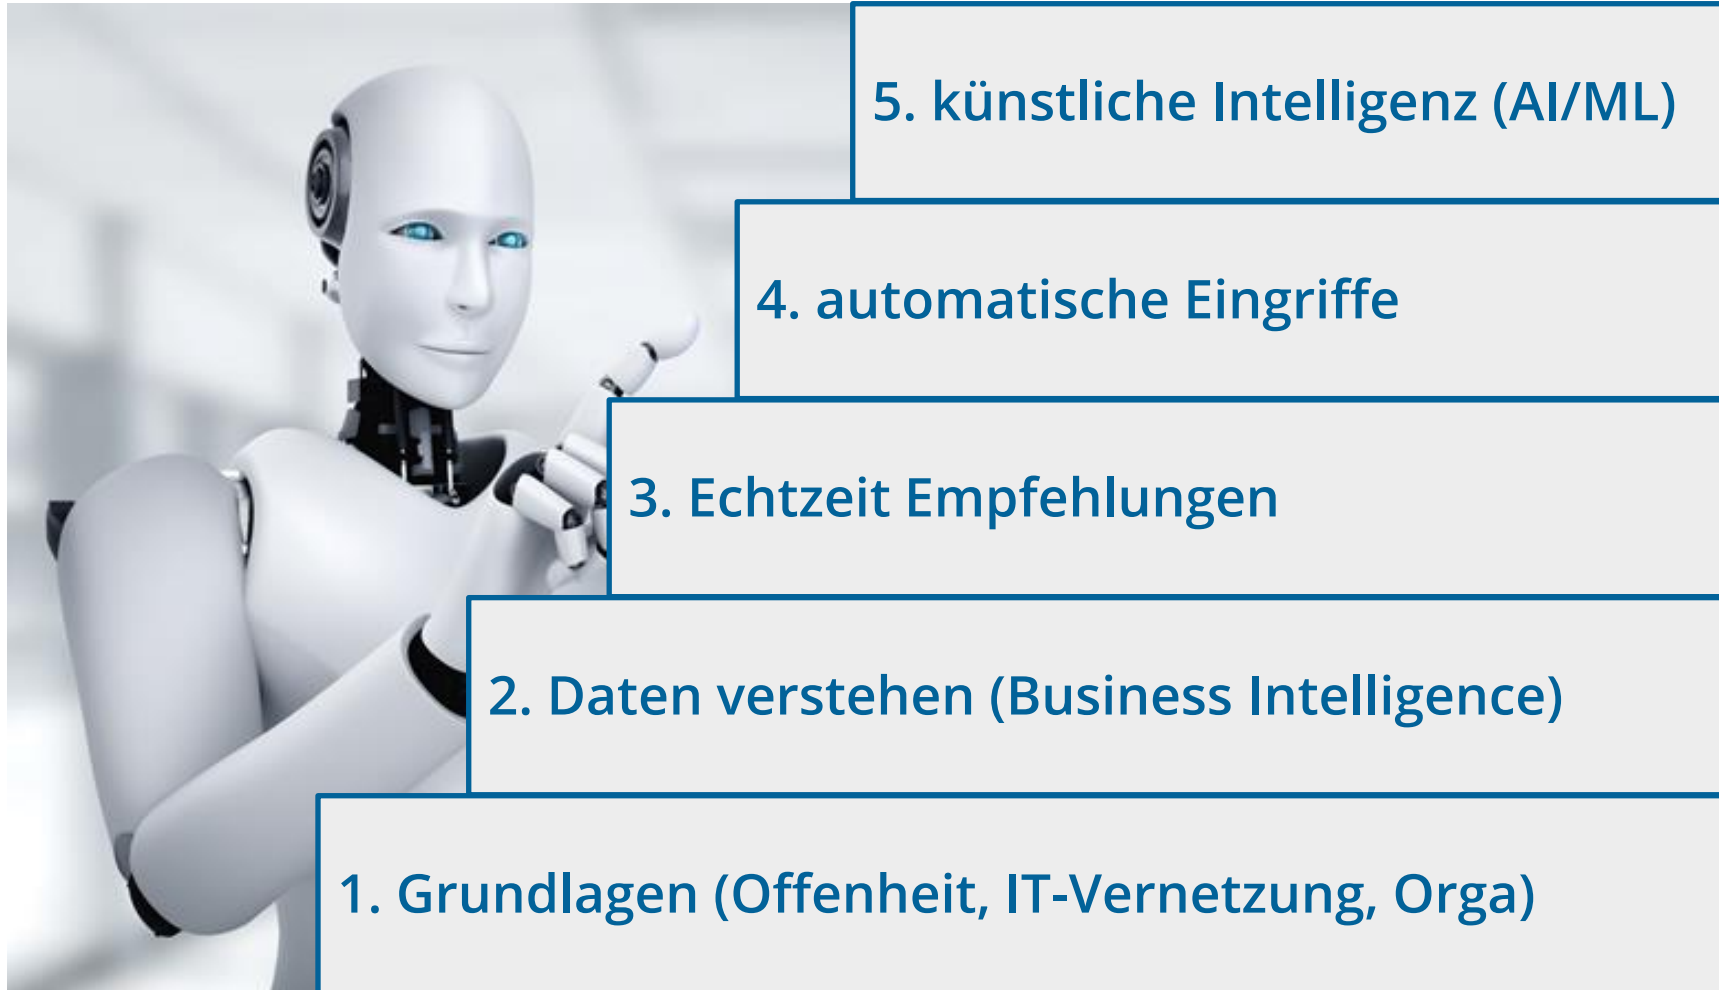 5. künstliche Intelligenz (AI/ML)
4. automatische Eingriffe
3. Echtzeit Empfehlungen
2. Daten verstehen (Business Intelligence)
1. Grundlagen (Offenheit, IT-Vernetzung, Orga)